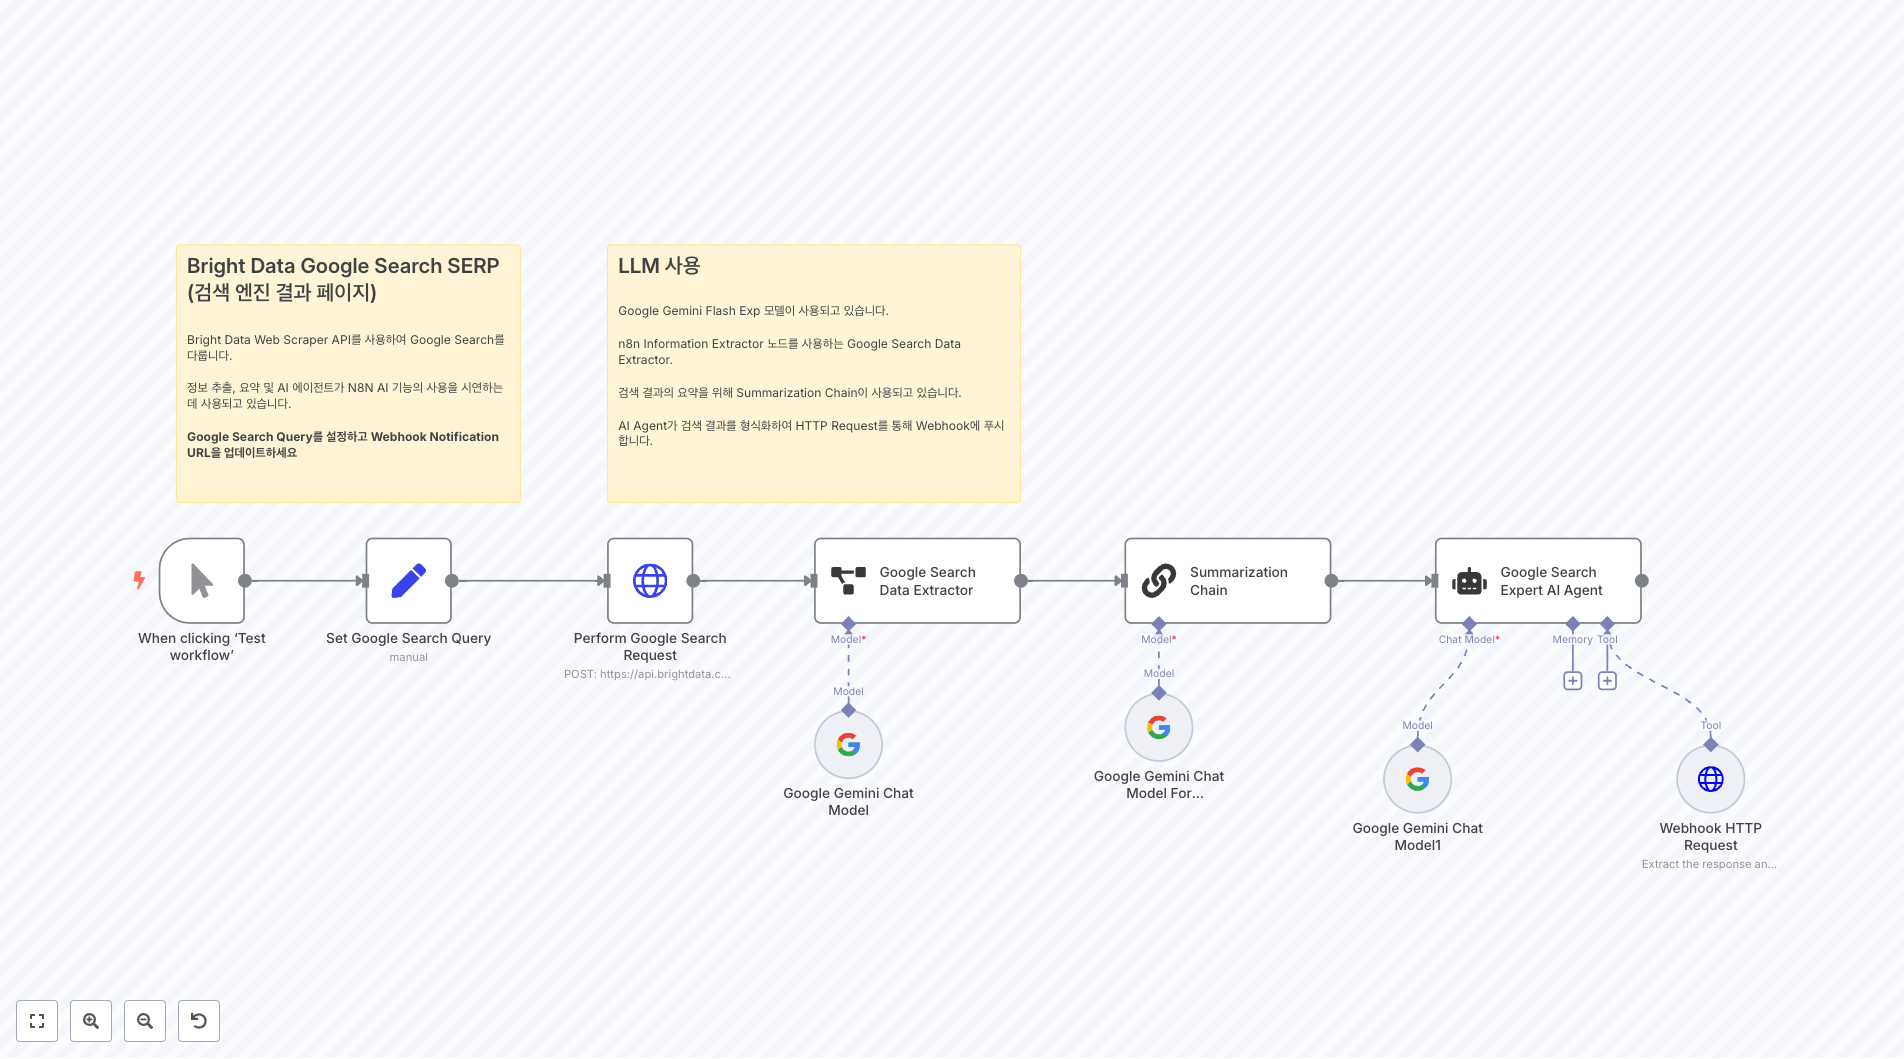 Bright Data Google Search SERP
(검색 엔진 결과 페이지)
Bright Data Web Scraper API를 사용하여 Google Search를
다룹니다.
정보 추출, 요약 및 AI 에이전트가 N8N AI 기능의 사용을 시연하는
데 사용되고 있습니다.
Google Search Query를 설정하고 Webhook Notification
URL을 업데이트하세요
LLM 사용
Google Gemini Flash Exp 모델이 사용되고 있습니다.
n8n Information Extractor 노드를 사용하는 Google Search Data
Extractor.
검색 결과의 요약을 위해 Summarization Chain이 사용되고 있습니다.
AI Agent가 검색 결과를 형식화하여 HTTP Request를 통해 Webhook에 푸시
합니다.
When clicking ‘Test
workflow’
Set Google Search Query
manual
Perform Google Search
Request
POST: https://api.brightdata.c...
Google Search
Data Extractor
Model*
Model
Google Gemini Chat
Model
Summarization
Chain
Model*
Model
Google Gemini Chat
Model For...
Google Search
Expert AI Agent
Chat Model*
Memory
Tool
Model
Google Gemini Chat
Model1
Tool
Webhook HTTP
Request
Extract the response an...